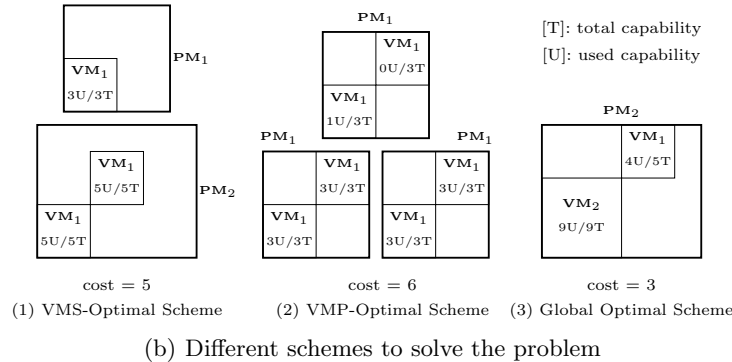 PM1
[T]: total capability
[U]: used capability
VM1
3U/3T
PM1
VM1
0U/3T
VM1
1U/3T
PM2
VM1
5U/5T
VM1
5U/5T
PM2
PM1
PM1
VM1
3U/3T
VM1
3U/3T
VM1
3U/3T
VM1
3U/3T
VM1
4U/5T
VM2
9U/9T
cost = 5
cost = 6
cost = 3
(1) VMS-Optimal Scheme
(2) VMP-Optimal Scheme
(3) Global Optimal Scheme
(b) Different schemes to solve the problem